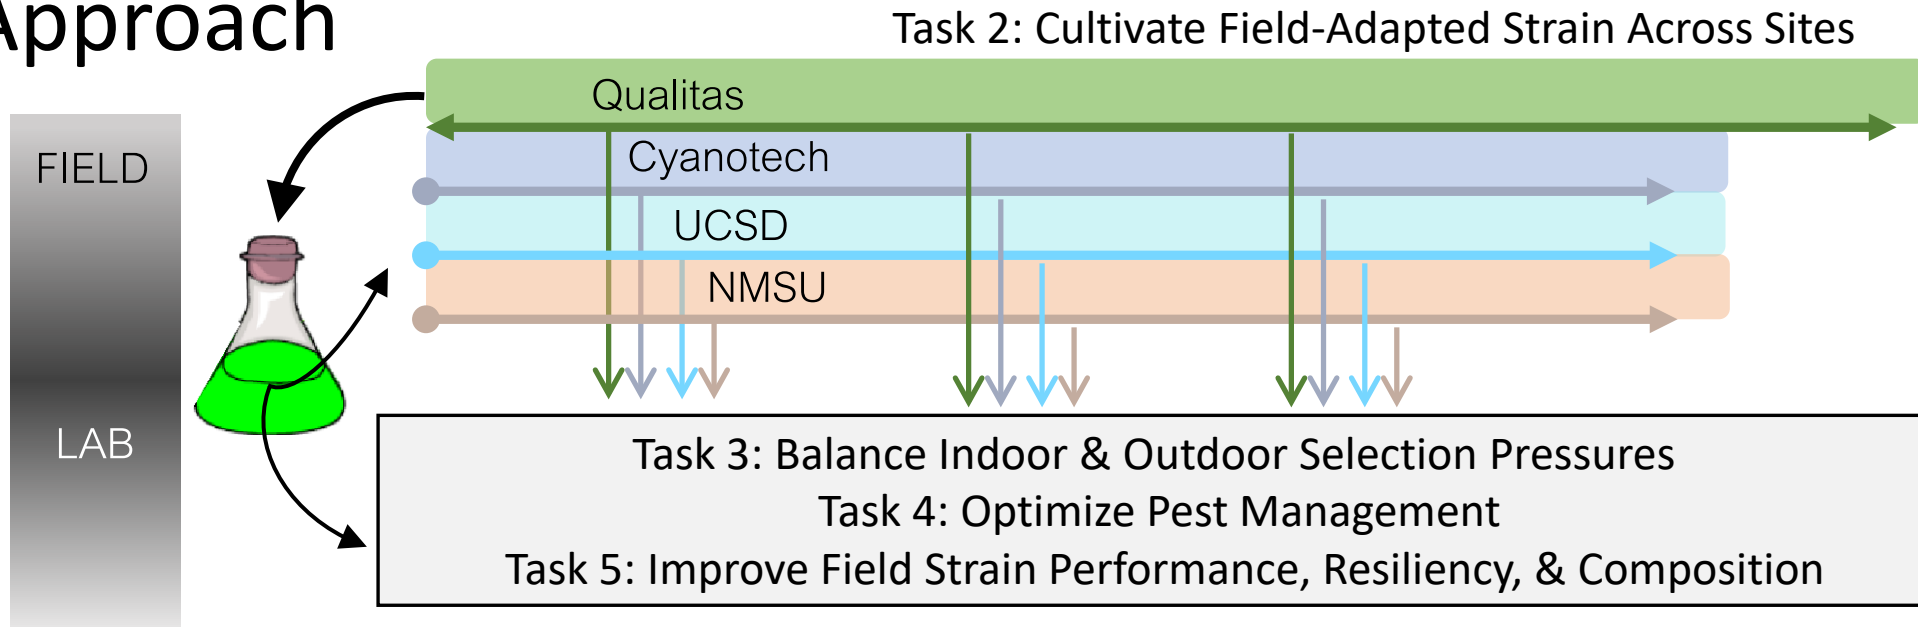 Approach
Task 2: Cultivate Field-Adapted Strain Across Sites
Qualitas
FIELD
Cyanotech
UCSD
NMSU
LAB
Task 3: Balance Indoor & Outdoor Selection Pressures
Task 4: Optimize Pest Management
Task 5: Improve Field Strain Performance, Resiliency, & Composition